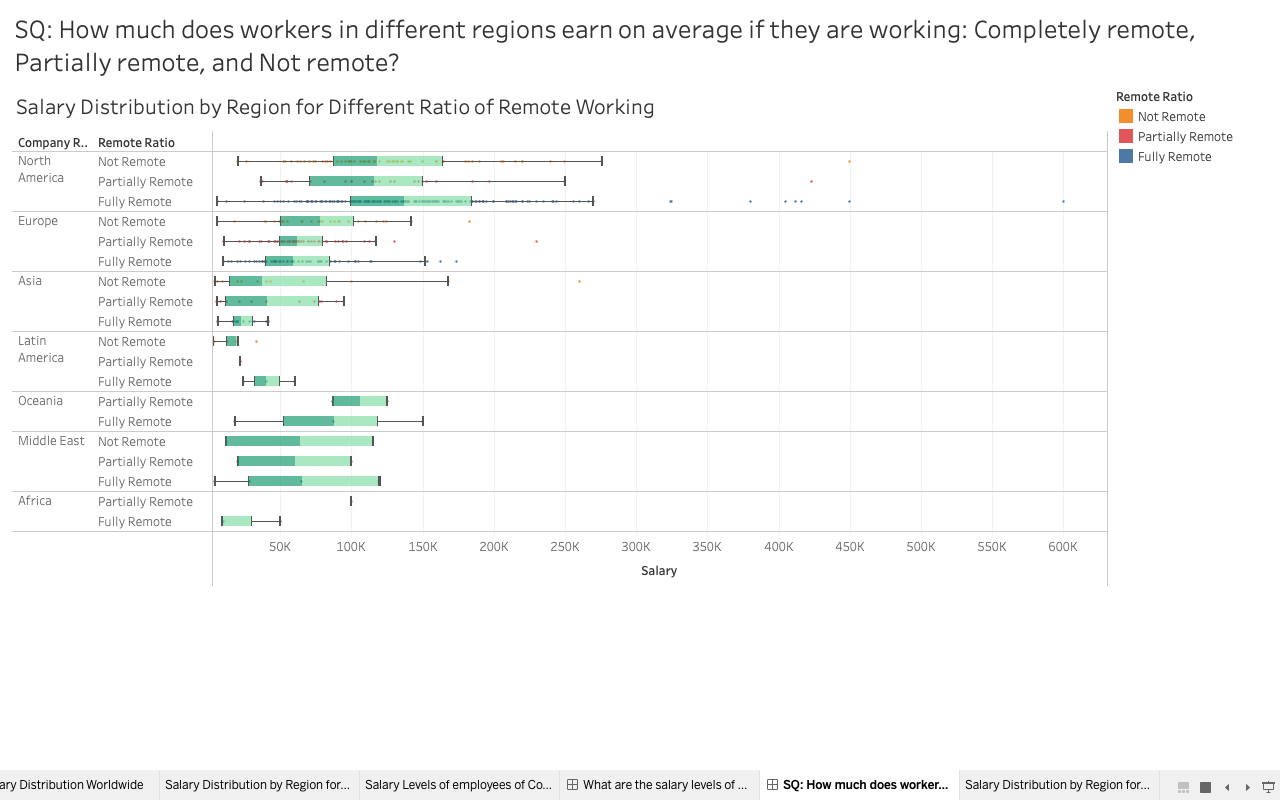 SQ: How much does workers in different regions earn on average if they are working: Completely remote,
Partially remote, and Not remote?
Salary Distribution by Region for Different Ratio of Remote Working
Remote Ratio
Not Remote
Partially Remote
Fully Remote
Company R.. Remote Ratio
North America Not Remote
Partially Remote
Fully Remote
Europe Not Remote
Partially Remote
Fully Remote
Asia Not Remote
Partially Remote
Fully Remote
Latin America Not Remote
Partially Remote
Fully Remote
Oceania Partially Remote
Fully Remote
Middle East Not Remote
Partially Remote
Fully Remote
Africa Partially Remote
Fully Remote
50K 100K 150K 200K 250K 300K 350K 400K 450K 500K 550K 600K
Salary
ary Distribution Worldwide Salary Distribution by Region for... Salary Levels of employees of Co... What are the salary levels of ... SQ: How much does worker... Salary Distribution by Region for...